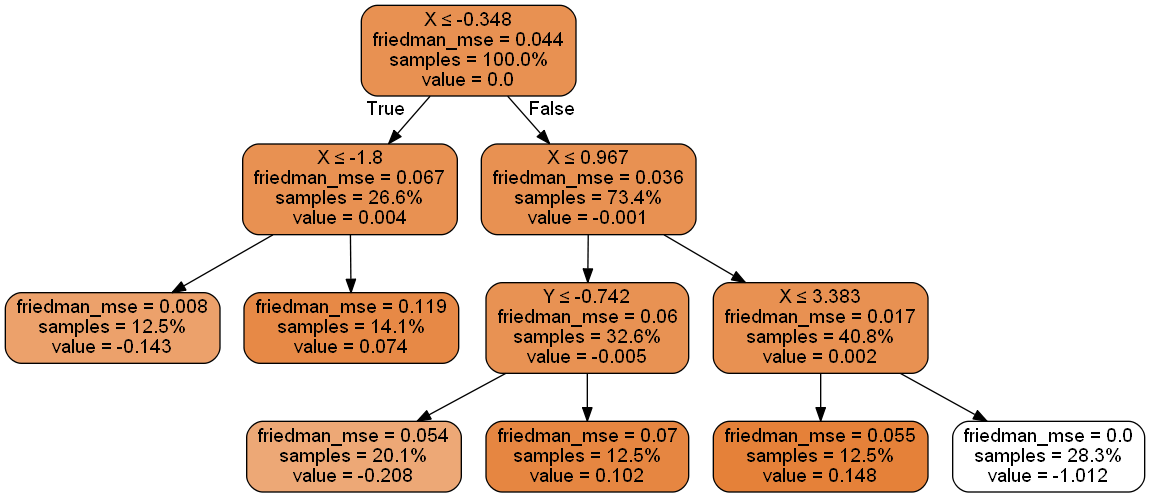 X ≤ -0.348
friedman_mse = 0.044
samples = 100.0%
value = 0.0
True
False
X ≤ -1.8
friedman_mse = 0.067
samples = 26.6%
value = 0.004
X ≤ 0.967
friedman_mse = 0.036
samples = 73.4%
value = -0.001
friedman_mse = 0.008
samples = 12.5%
value = -0.143
friedman_mse = 0.119
samples = 14.1%
value = 0.074
Y ≤ -0.742
friedman_mse = 0.06
samples = 32.6%
value = -0.005
X ≤ 3.383
friedman_mse = 0.017
samples = 40.8%
value = 0.002
friedman_mse = 0.054
samples = 20.1%
value = -0.208
friedman_mse = 0.07
samples = 12.5%
value = 0.102
friedman_mse = 0.055
samples = 12.5%
value = 0.148
friedman_mse = 0.0
samples = 28.3%
value = -1.012